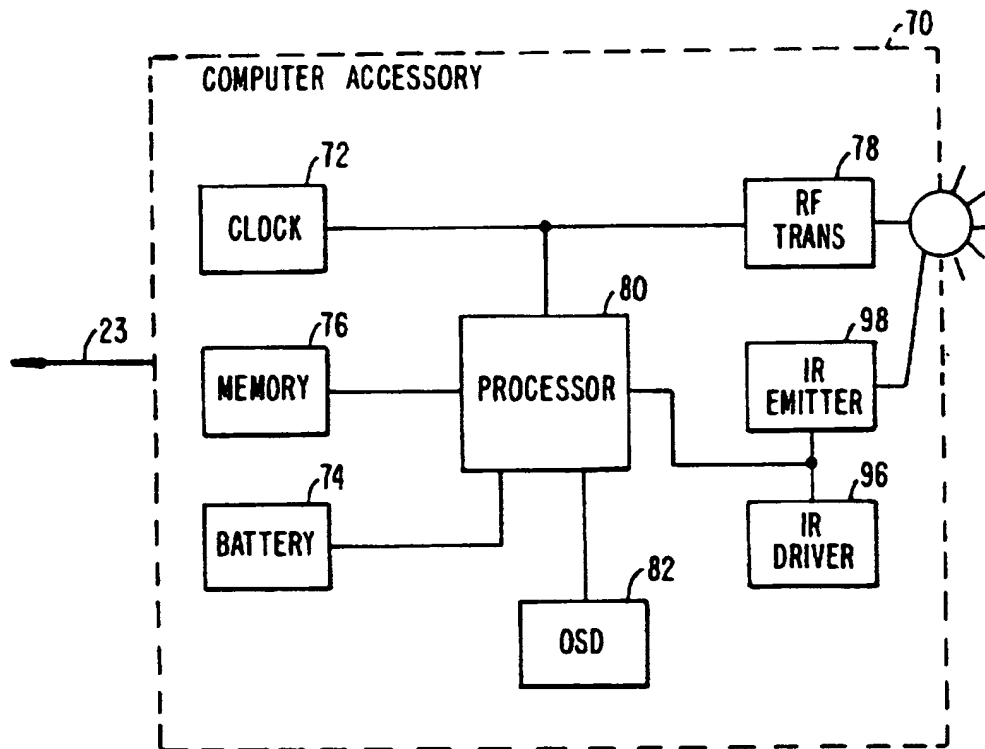 70
COMPUTER ACCESSORY
72
CLOCK
78
RF
TRANS
23
76
MEMORY
80
PROCESSOR
98
IR
EMITTER
74
BATTERY
96
IR
DRIVER
82
OSD